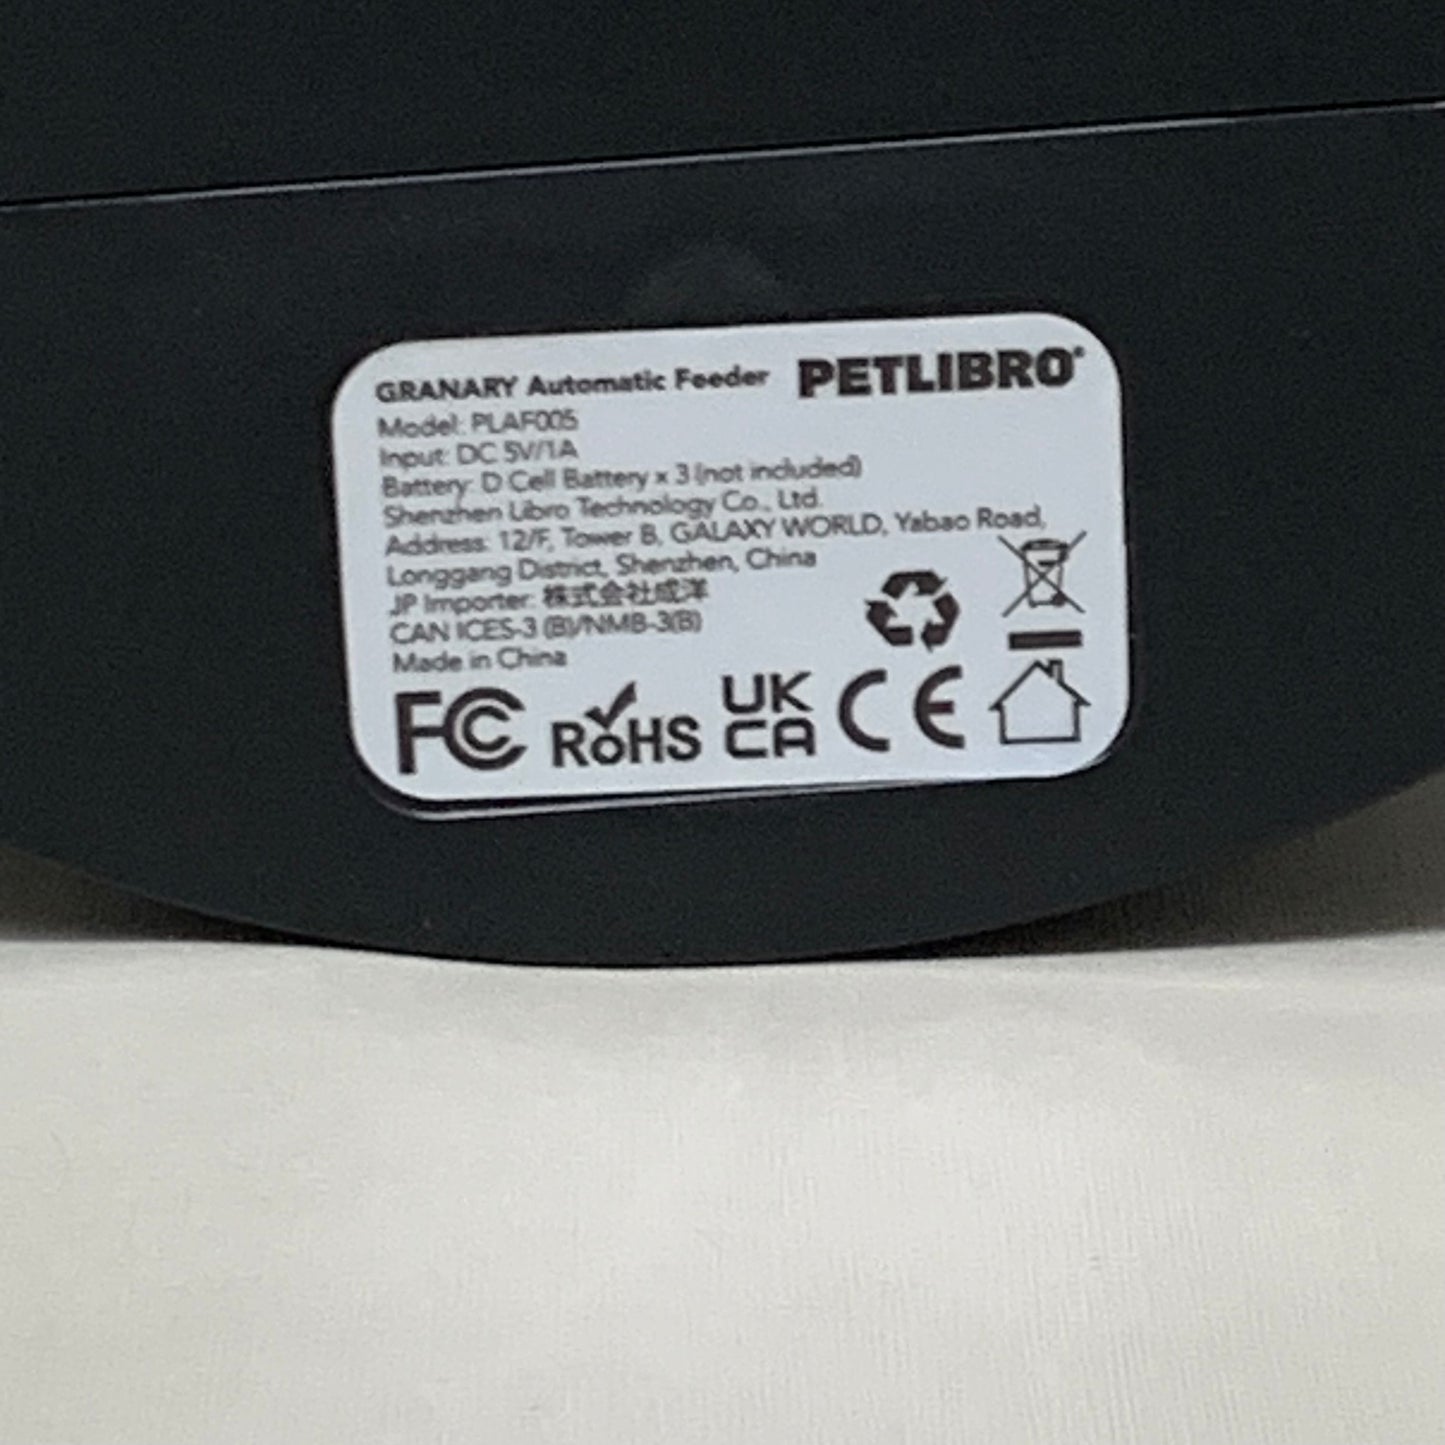 GRANARY Automatic Feeder PETLIBRO®
Model: PLAF005
Input: DC 5V/1A
Battery: D Cell Battery x 3 (not included)
Shenzhen Libro Technology Co., Ltd.
Address: 12/F, Tower B, GALAXY WORLD, Yabao Road,
Longgang District, Shenzhen, China
JP Importer: 株式会社成洋
CAN ICES-3 (B)/NMB-3(B)
Made in China
FC RoHS UK CA CE